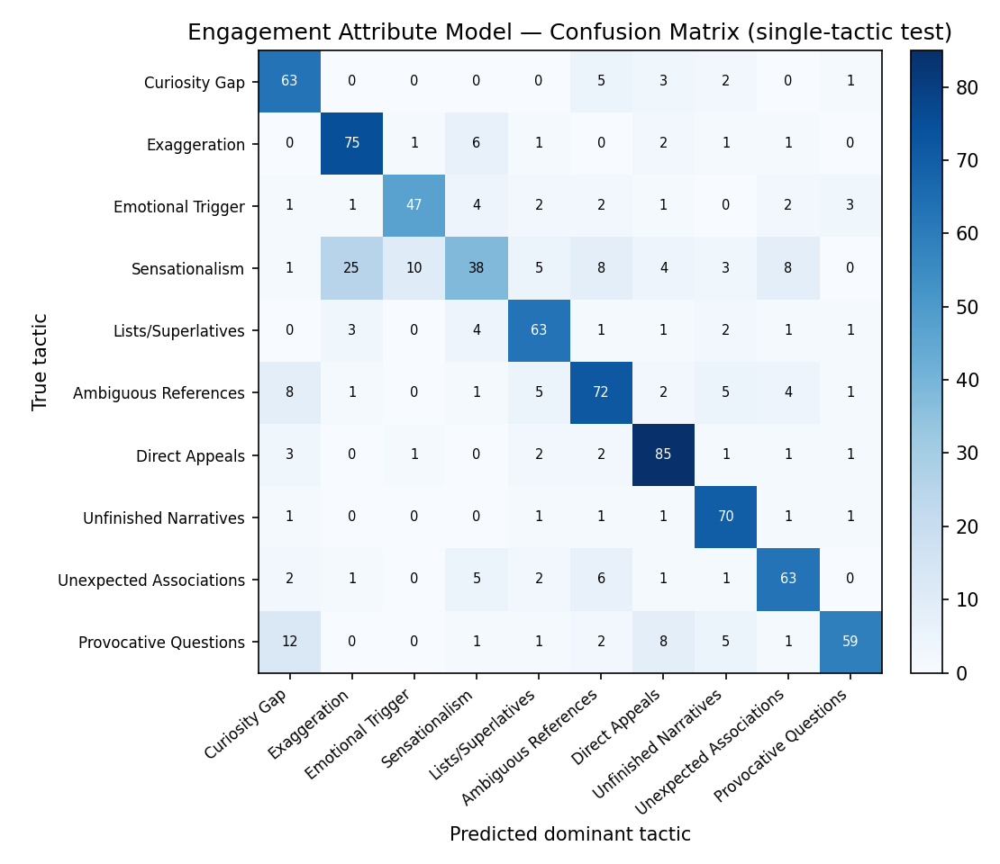 Engagement Attribute Model — Confusion Matrix (single-tactic test)
True tactic
Curiosity Gap 63 0 0 0 0 5 3 2 0 1
Exaggeration 0 75 1 6 1 0 2 1 1 0
Emotional Trigger 1 1 47 4 2 2 1 0 2 3
Sensationalism 1 25 10 38 5 8 4 3 8 0
Lists/Superlatives 0 3 0 4 63 1 1 2 1 1
Ambiguous References 8 1 0 1 5 72 2 5 4 1
Direct Appeals 3 0 1 0 2 2 85 1 1 1
Unfinished Narratives 1 0 0 0 1 1 1 70 1 1
Unexpected Associations 2 1 0 5 2 6 1 1 63 0
Provocative Questions 12 0 0 1 1 2 8 5 1 59
Curiosity Gap
Exaggeration
Emotional Trigger
Sensationalism
Lists/Superlatives
Ambiguous References
Direct Appeals
Unfinished Narratives
Unexpected Associations
Provocative Questions
Predicted dominant tactic
80
70
60
50
40
30
20
10
0